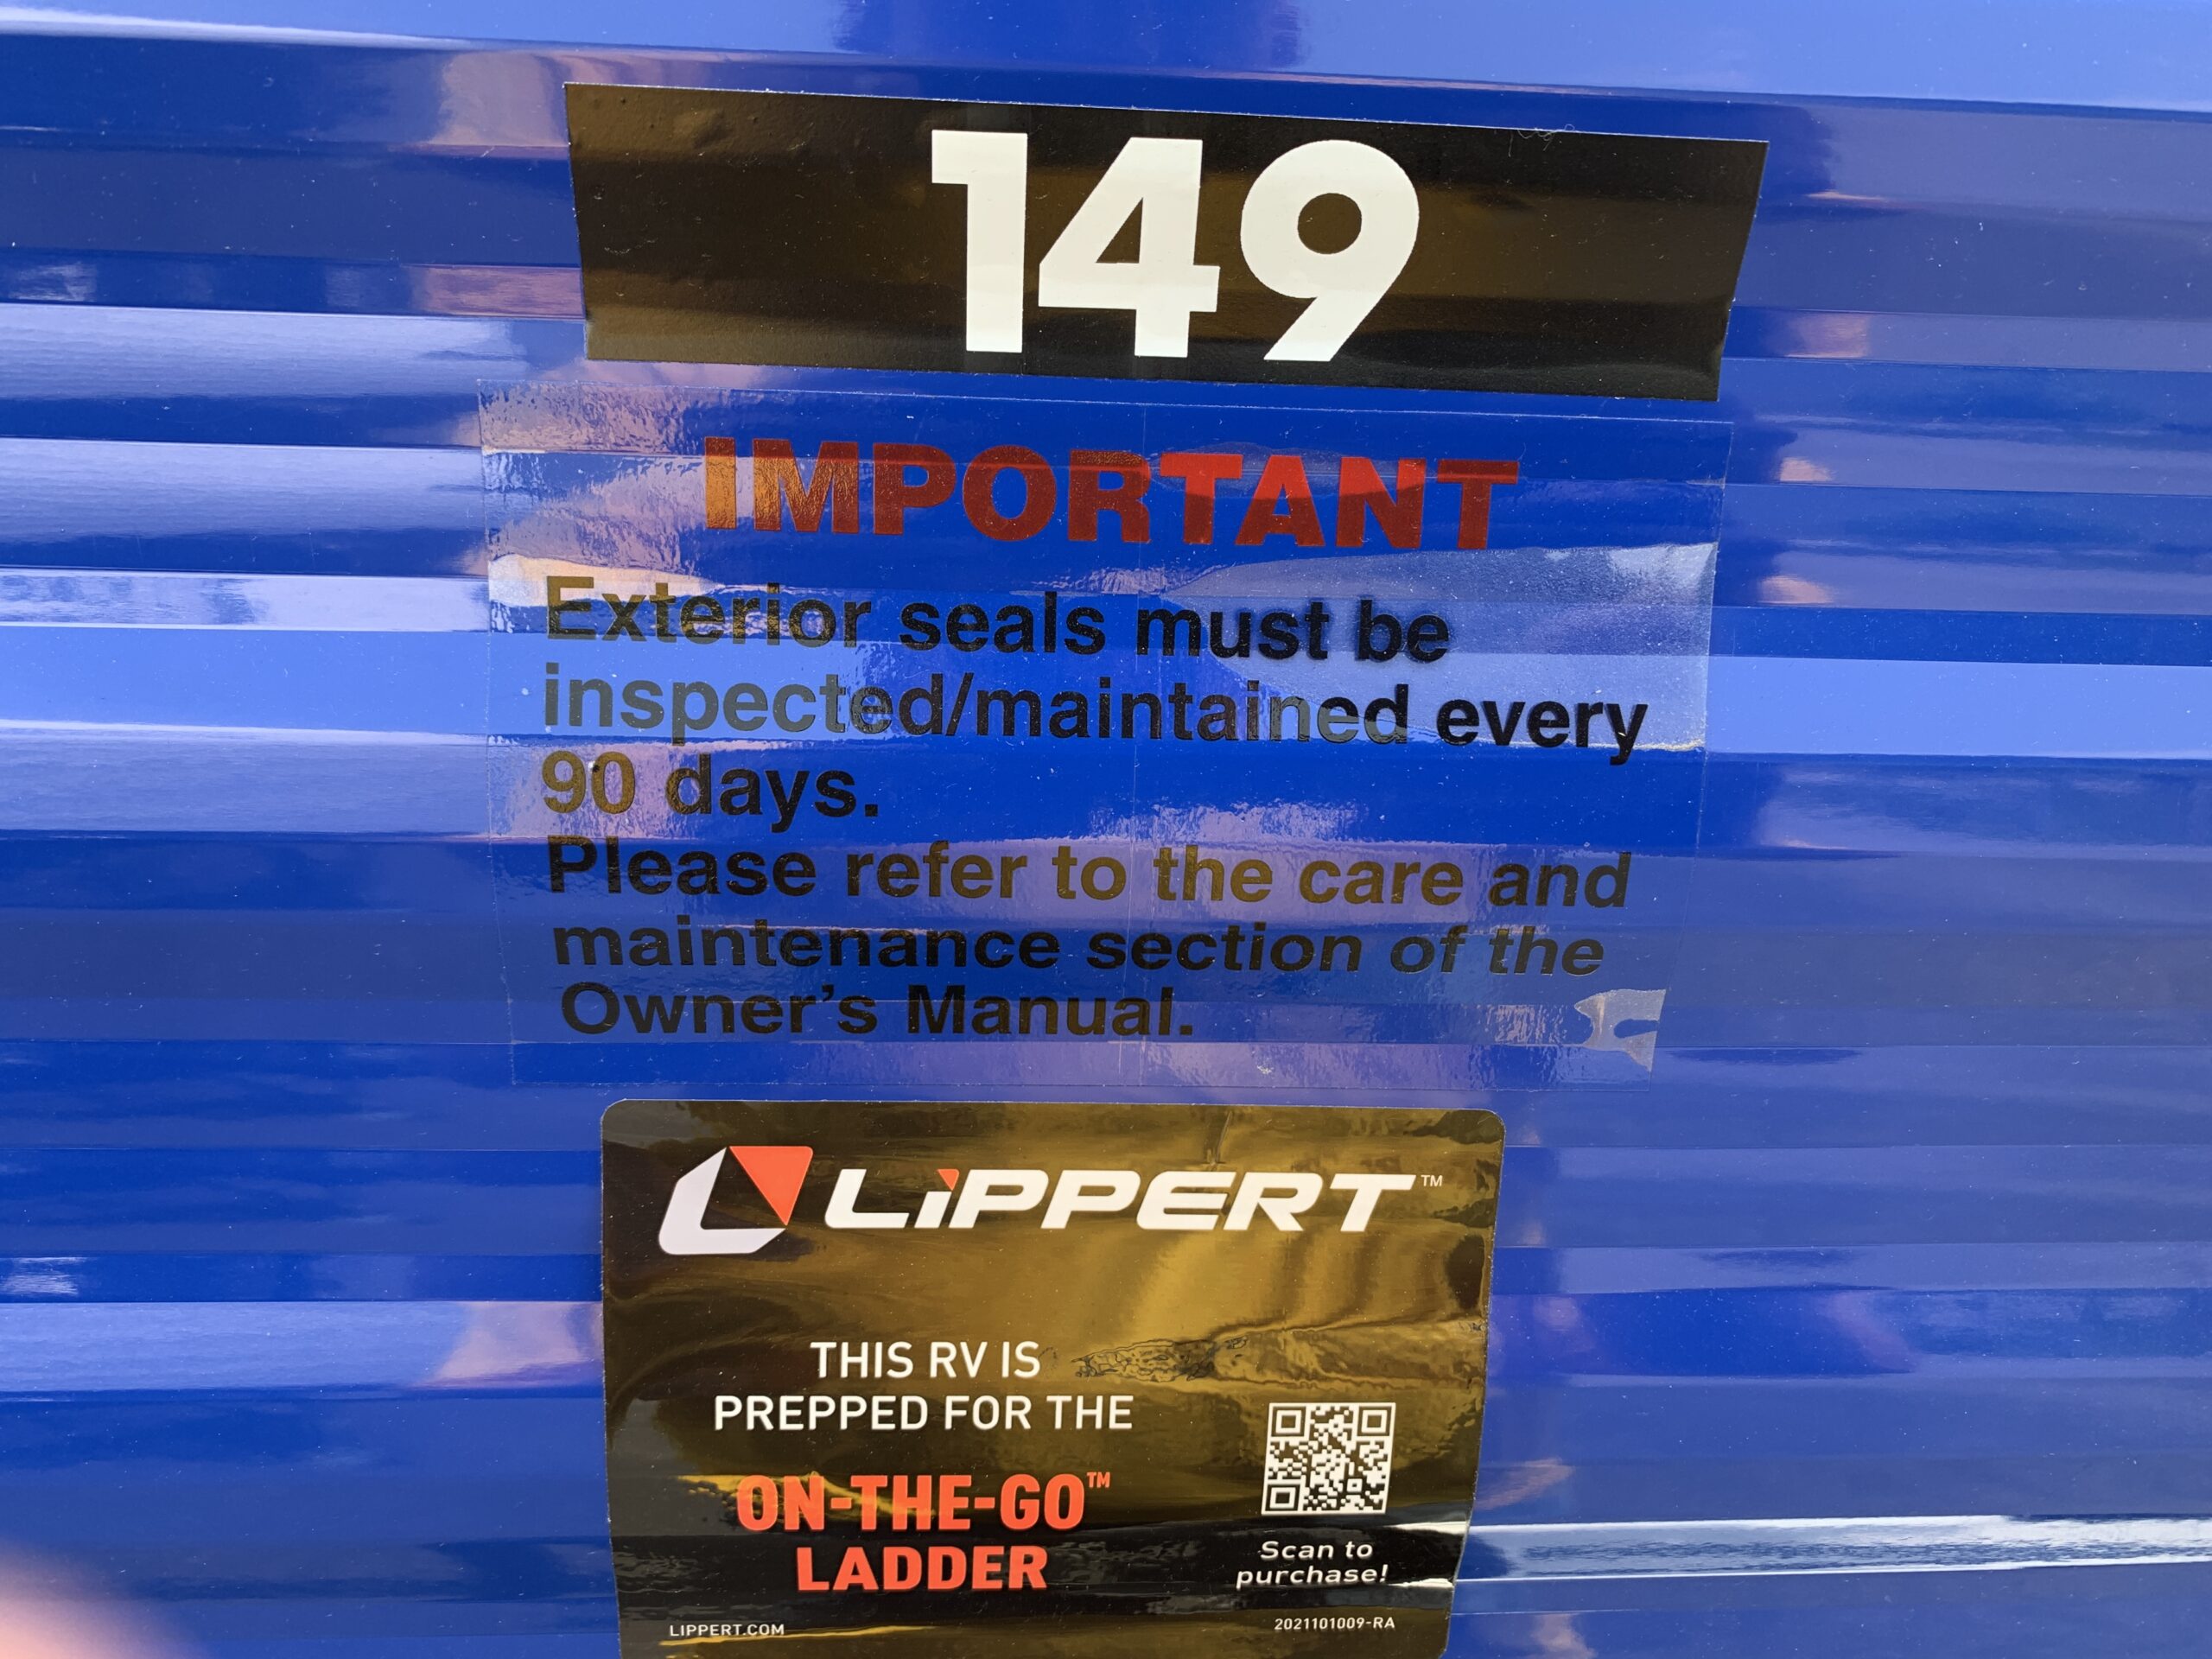 149
IMPORTANT
Exterior seals must be
inspected/maintained every
90 days.
Please refer to the care and
maintenance section of the
Owner's Manual.
LiPPERT™
THIS RV IS
PREPPED FOR THE
ON-THE-GO™
LADDER
Scan to
purchase!
LIPPERT.COM
2021101009-RA